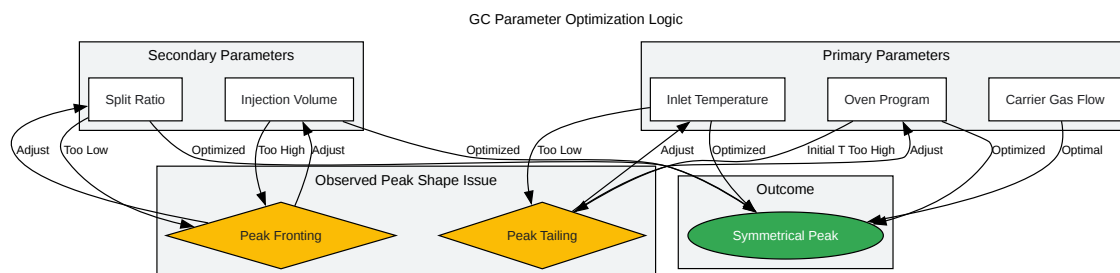 GC Parameter Optimization Logic
Secondary Parameters
Primary Parameters
Split Ratio
Injection Volume
Inlet Temperature
Oven Program
Carrier Gas Flow
Adjust
Too Low
Optimized
Too High
Adjust
Optimized
Too Low
Adjust
Optimized
Initial T Too High
Adjust
Optimized
Optimal
Observed Peak Shape Issue
Outcome
Peak Fronting
Peak Tailing
Symmetrical Peak